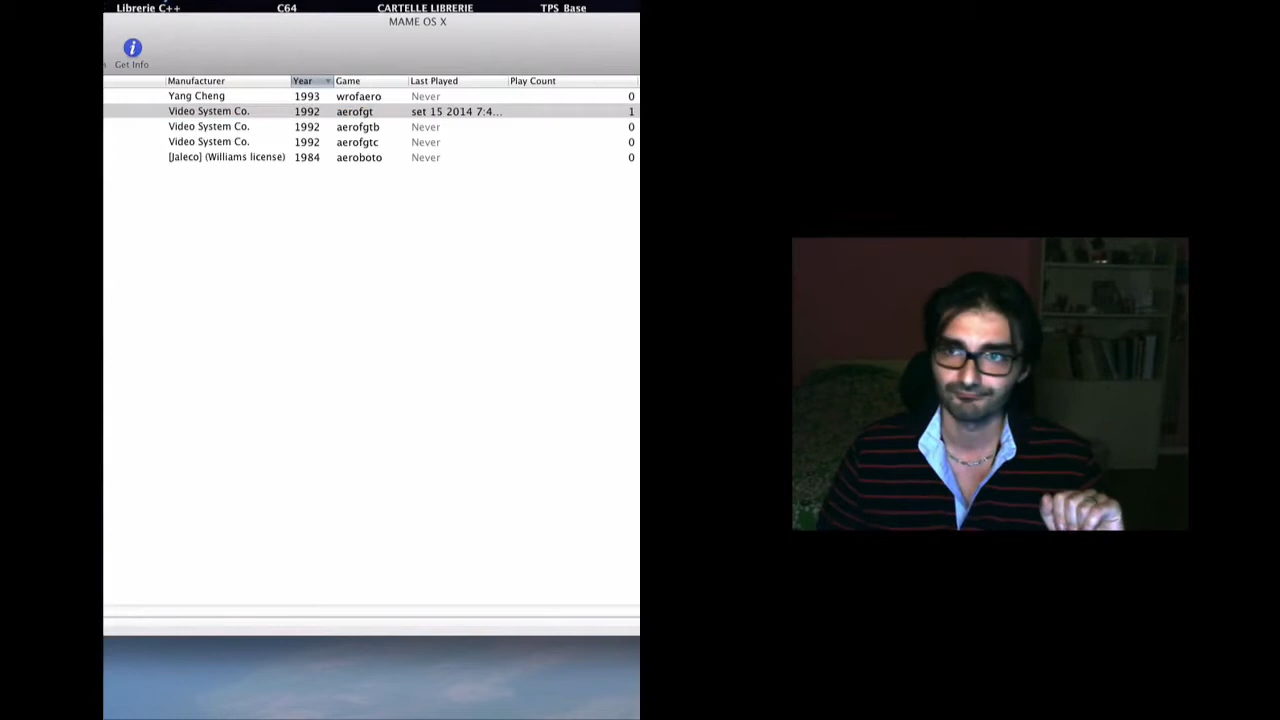 Librerie C++ C64 CARTELLE LIBRERIE TPS Base
MAME OS X
Get Info
Manufacturer Year Game Last Played Play Count
Yang Cheng 1993 wrofaero Never 0
Video System Co. 1992 aerofgt set 15 2014 7:4... 1
Video System Co. 1992 aerofgtb Never 0
Video System Co. 1992 aerofgtc Never 0
[Jaleco] (Williams license) 1984 aeroboto Never 0